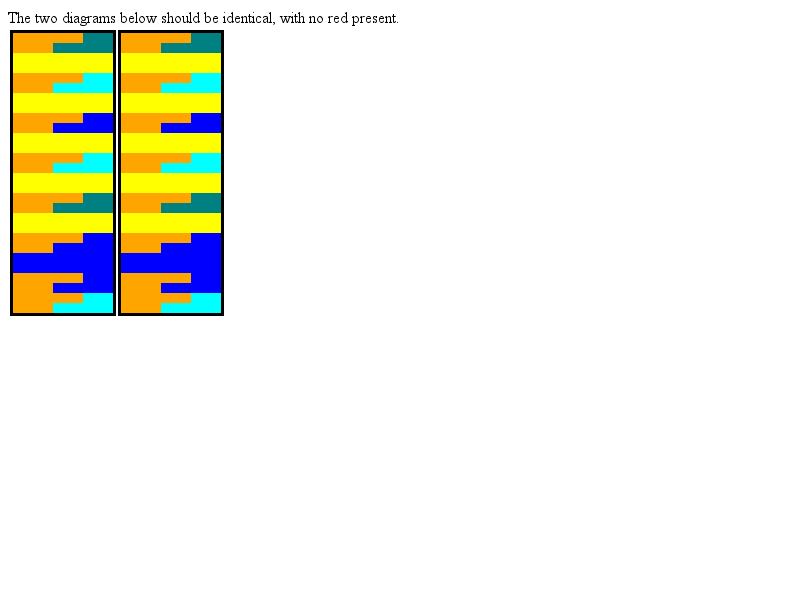 The two diagrams below should be identical, with no red present.